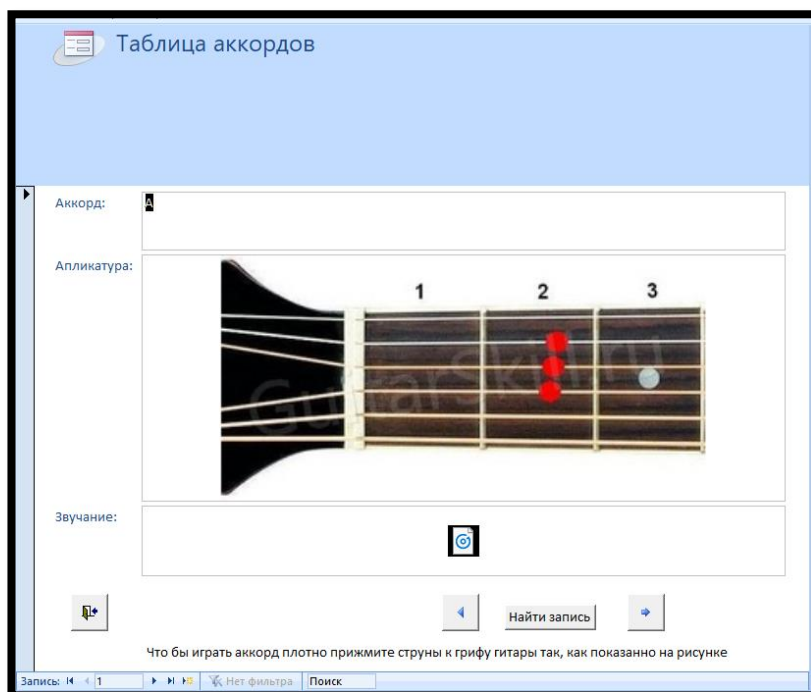 Таблица аккордов
Аккорд:
A
Апликатура:
1 2 3
GuitarSkill.ru
Звучание:
Найти запись
Что бы играть аккорд плотно прижмите струны к грифу гитары так, как показанно на рисунке
Запись: 1 Нет фильтра Поиск